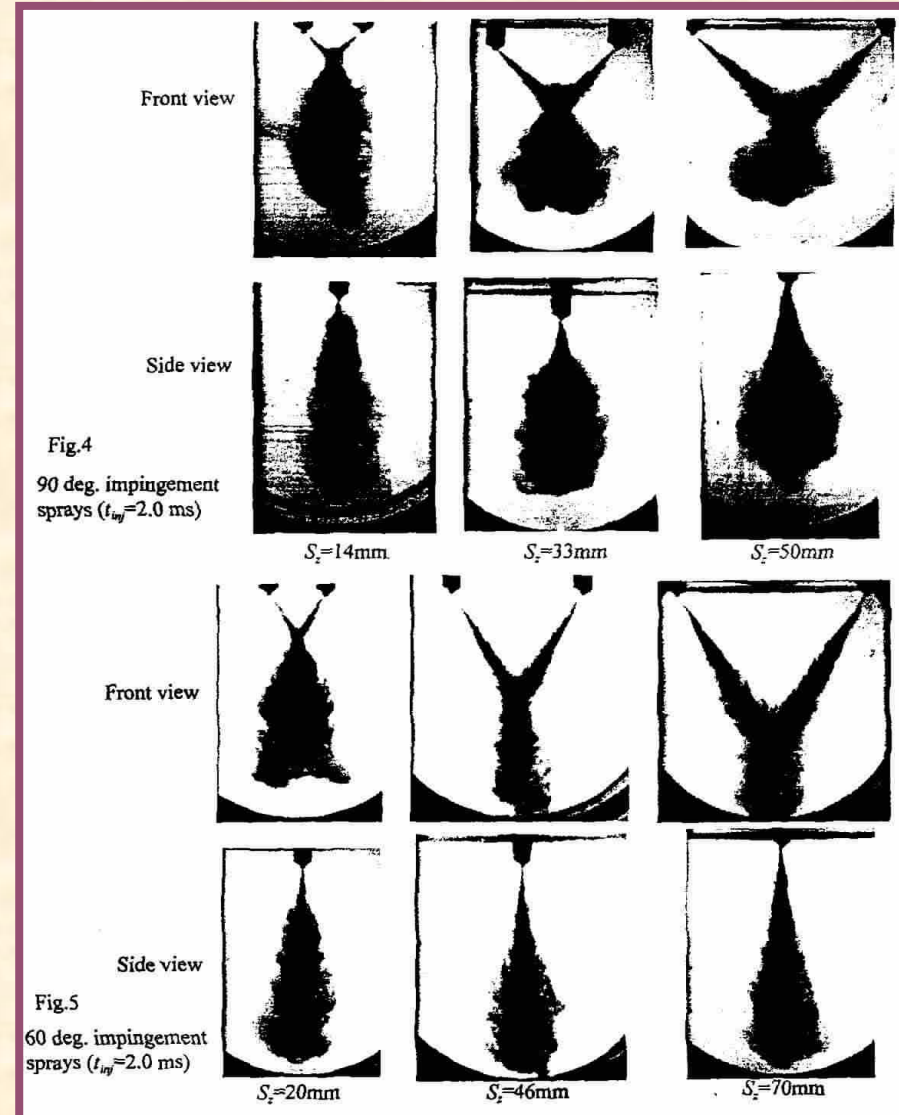 Front view
Side view
Fig.4
90 deg. impingement
sprays (t_inj=2.0 ms)
S_z=14mm
S_z=33mm
S_z=50mm
Front view
Side view
Fig.5
60 deg. impingement
sprays (t_inj=2.0 ms)
S_z=20mm
S_z=46mm
S_z=70mm